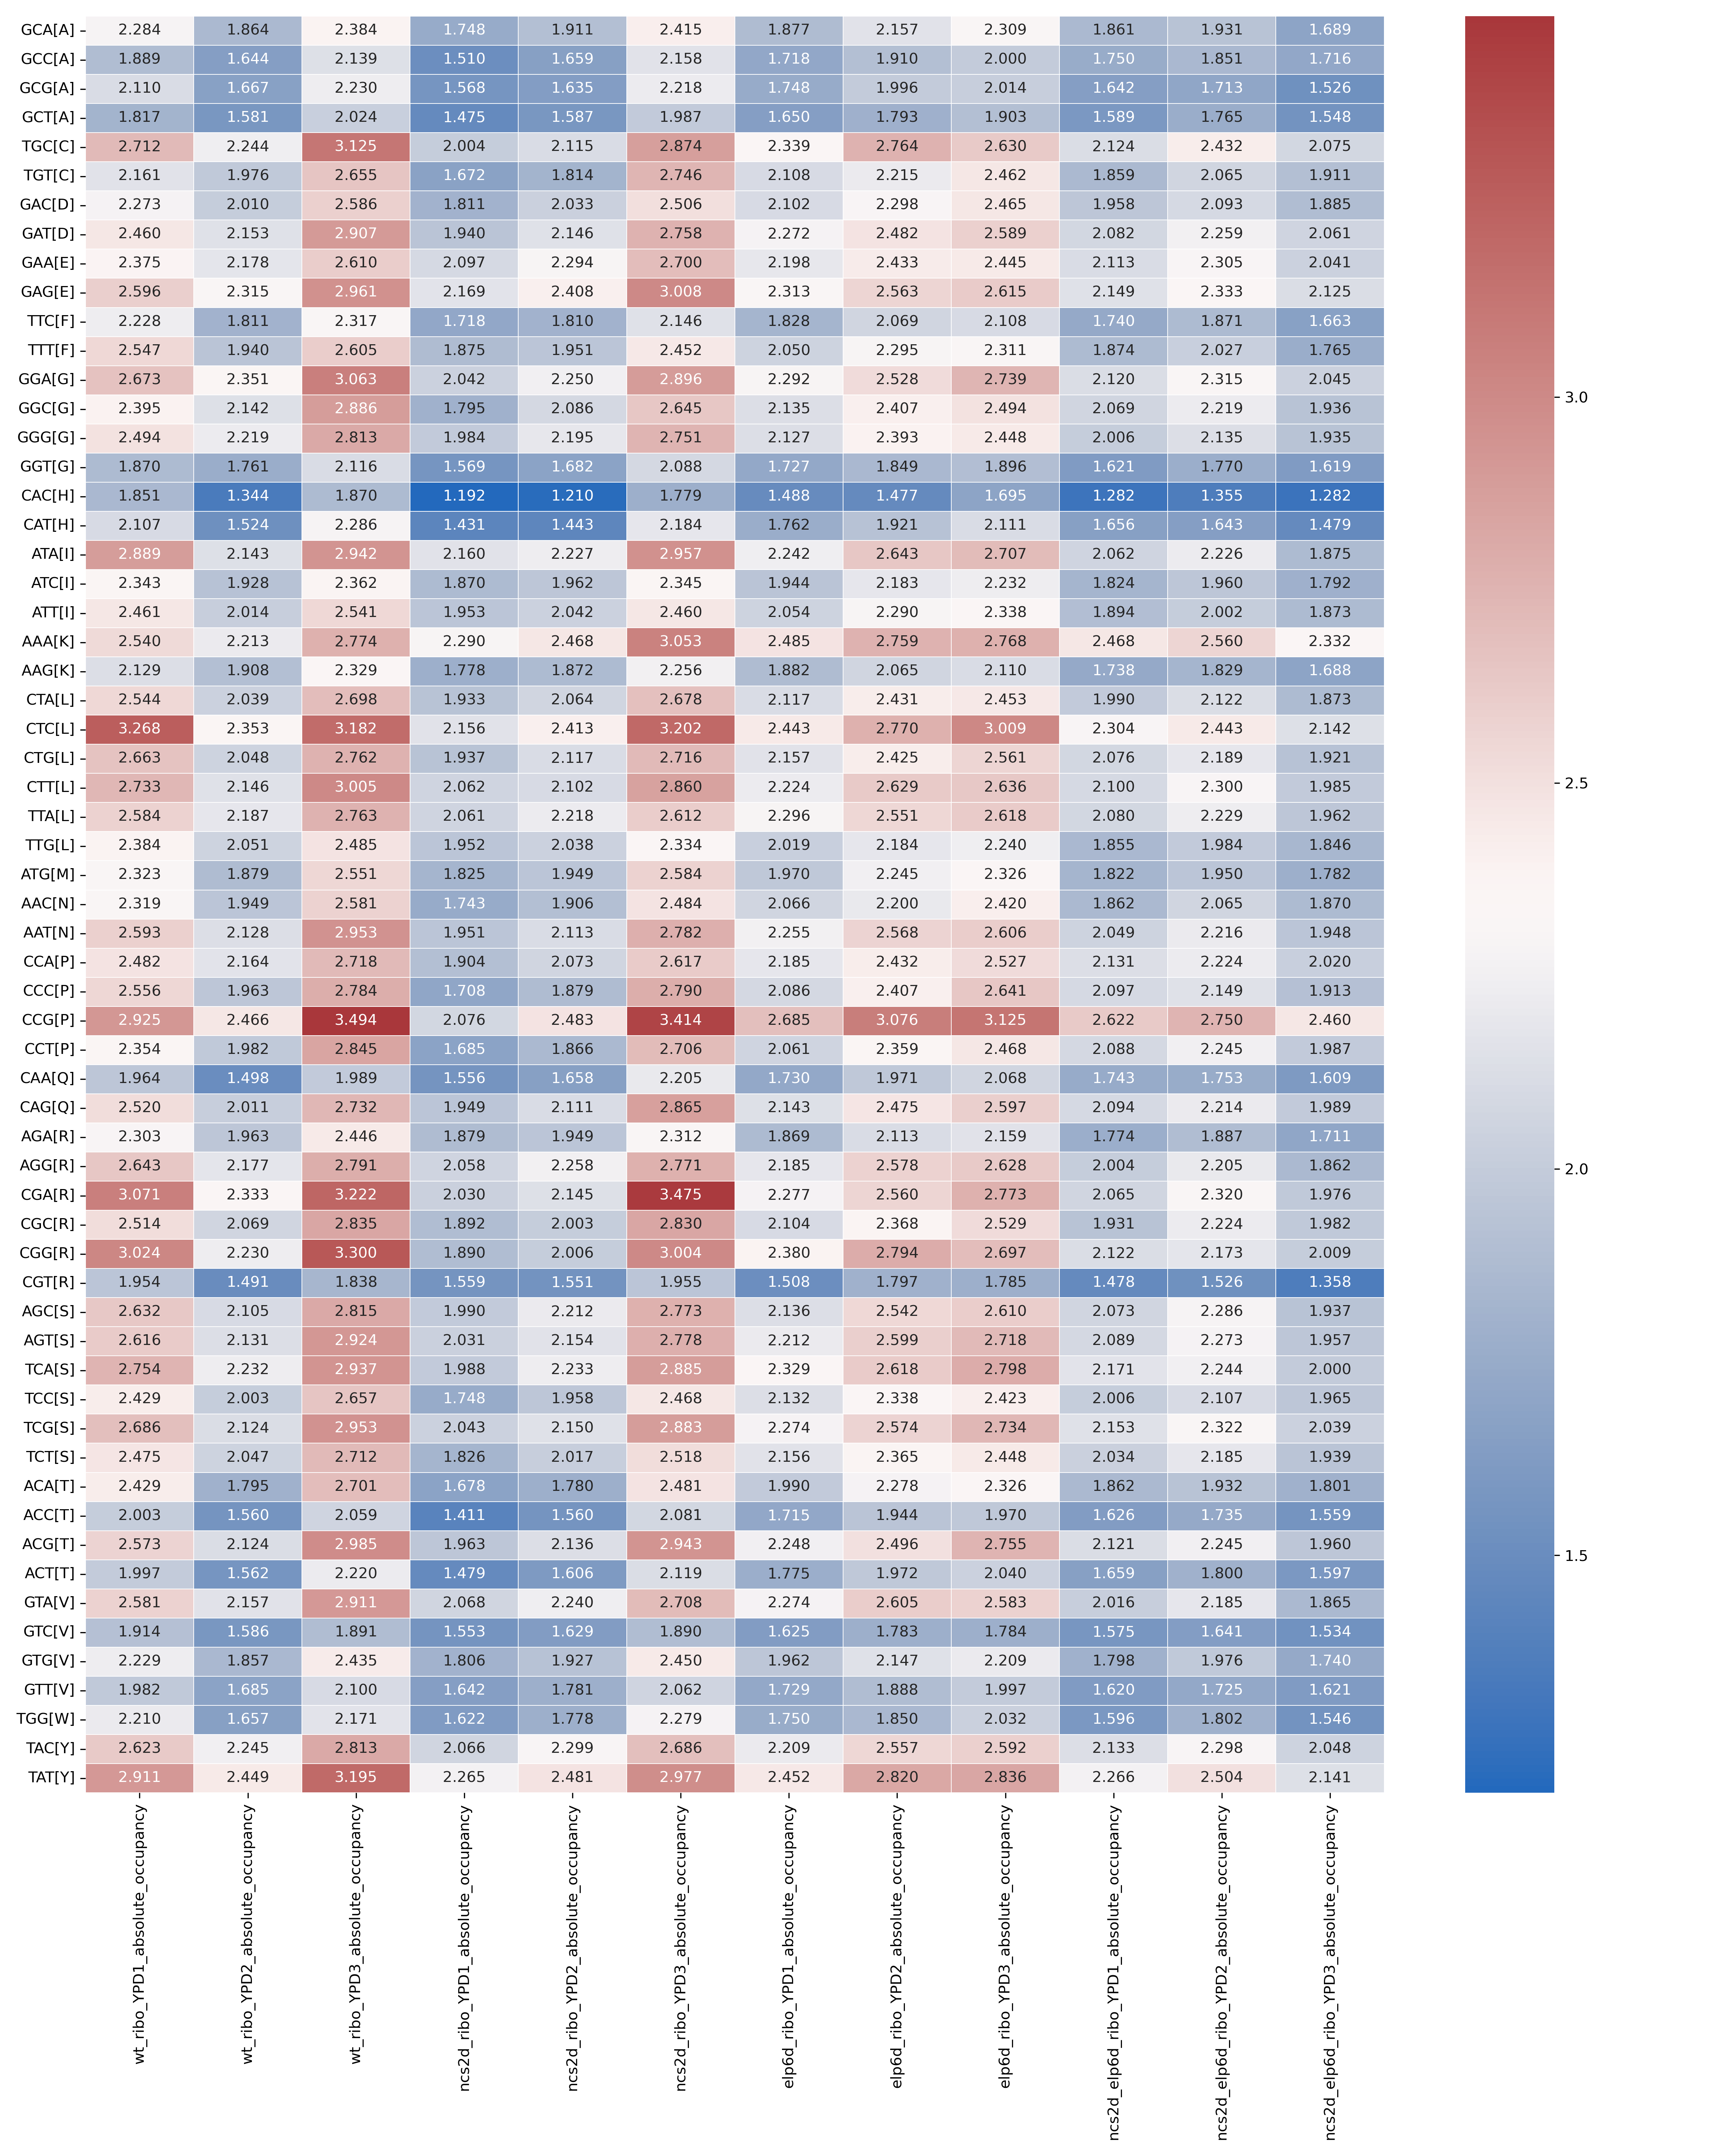 GCA[A] 2.284 1.864 2.384 1.748 1.911 2.415 1.877 2.157 2.309 1.861 1.931 1.689
GCC[A] 1.889 1.644 2.139 1.510 1.659 2.158 1.718 1.910 2.000 1.750 1.851 1.716
GCG[A] 2.110 1.667 2.230 1.568 1.635 2.218 1.748 1.996 2.014 1.642 1.713 1.526
GCT[A] 1.817 1.581 2.024 1.475 1.587 1.987 1.650 1.793 1.903 1.589 1.765 1.548
TGC[C] 2.712 2.244 3.125 2.004 2.115 2.874 2.339 2.764 2.630 2.124 2.432 2.075
TGT[C] 2.161 1.976 2.655 1.672 1.814 2.746 2.108 2.215 2.462 1.859 2.065 1.911
GAC[D] 2.273 2.010 2.586 1.811 2.033 2.506 2.102 2.298 2.465 1.958 2.093 1.885
GAT[D] 2.460 2.153 2.907 1.940 2.146 2.758 2.272 2.482 2.589 2.082 2.259 2.061
GAA[E] 2.375 2.178 2.610 2.097 2.294 2.700 2.198 2.433 2.445 2.113 2.305 2.041
GAG[E] 2.596 2.315 2.961 2.169 2.408 3.008 2.313 2.563 2.615 2.149 2.333 2.125
TTC[F] 2.228 1.811 2.317 1.718 1.810 2.146 1.828 2.069 2.108 1.740 1.871 1.663
TTT[F] 2.547 1.940 2.605 1.875 1.951 2.452 2.050 2.295 2.311 1.874 2.027 1.765
GGA[G] 2.673 2.351 3.063 2.042 2.250 2.896 2.292 2.528 2.739 2.120 2.315 2.045
GGC[G] 2.395 2.142 2.886 1.795 2.086 2.645 2.135 2.407 2.494 2.069 2.219 1.936
GGG[G] 2.494 2.219 2.813 1.984 2.195 2.751 2.127 2.393 2.448 2.006 2.135 1.935
GGT[G] 1.870 1.761 2.116 1.569 1.682 2.088 1.727 1.849 1.896 1.621 1.770 1.619
CAC[H] 1.851 1.344 1.870 1.192 1.210 1.779 1.488 1.477 1.695 1.282 1.355 1.282
CAT[H] 2.107 1.524 2.286 1.431 1.443 2.184 1.762 1.921 2.111 1.656 1.643 1.479
ATA[I] 2.889 2.143 2.942 2.160 2.227 2.957 2.242 2.643 2.707 2.062 2.226 1.875
ATC[I] 2.343 1.928 2.362 1.870 1.962 2.345 1.944 2.183 2.232 1.824 1.960 1.792
ATT[I] 2.461 2.014 2.541 1.953 2.042 2.460 2.054 2.290 2.338 1.894 2.002 1.873
AAA[K] 2.540 2.213 2.774 2.290 2.468 3.053 2.485 2.759 2.768 2.468 2.560 2.332
AAG[K] 2.129 1.908 2.329 1.778 1.872 2.256 1.882 2.065 2.110 1.738 1.829 1.688
CTA[L] 2.544 2.039 2.698 1.933 2.064 2.678 2.117 2.431 2.453 1.990 2.122 1.873
CTC[L] 3.268 2.353 3.182 2.156 2.413 3.202 2.443 2.770 3.009 2.304 2.443 2.142
CTG[L] 2.663 2.048 2.762 1.937 2.117 2.716 2.157 2.425 2.561 2.076 2.189 1.921
CTT[L] 2.733 2.146 3.005 2.062 2.102 2.860 2.224 2.629 2.636 2.100 2.300 1.985
TTA[L] 2.584 2.187 2.763 2.061 2.218 2.612 2.296 2.551 2.618 2.080 2.229 1.962
TTG[L] 2.384 2.051 2.485 1.952 2.038 2.334 2.019 2.184 2.240 1.855 1.984 1.846
ATG[M] 2.323 1.879 2.551 1.825 1.949 2.584 1.970 2.245 2.326 1.822 1.950 1.782
AAC[N] 2.319 1.949 2.581 1.743 1.906 2.484 2.066 2.200 2.420 1.862 2.065 1.870
AAT[N] 2.593 2.128 2.953 1.951 2.113 2.782 2.255 2.568 2.606 2.049 2.216 1.948
CCA[P] 2.482 2.164 2.718 1.904 2.073 2.617 2.185 2.432 2.527 2.131 2.224 2.020
CCC[P] 2.556 1.963 2.784 1.708 1.879 2.790 2.086 2.407 2.641 2.097 2.149 1.913
CCG[P] 2.925 2.466 3.494 2.076 2.483 3.414 2.685 3.076 3.125 2.622 2.750 2.460
CCT[P] 2.354 1.982 2.845 1.685 1.866 2.706 2.061 2.359 2.468 2.088 2.245 1.987
CAA[Q] 1.964 1.498 1.989 1.556 1.658 2.205 1.730 1.971 2.068 1.743 1.753 1.609
CAG[Q] 2.520 2.011 2.732 1.949 2.111 2.865 2.143 2.475 2.597 2.094 2.214 1.989
AGA[R] 2.303 1.963 2.446 1.879 1.949 2.312 1.869 2.113 2.159 1.774 1.887 1.711
AGG[R] 2.643 2.177 2.791 2.058 2.258 2.771 2.185 2.578 2.628 2.004 2.205 1.862
CGA[R] 3.071 2.333 3.222 2.030 2.145 3.475 2.277 2.560 2.773 2.065 2.320 1.976
CGC[R] 2.514 2.069 2.835 1.892 2.003 2.830 2.104 2.368 2.529 1.931 2.224 1.982
CGG[R] 3.024 2.230 3.300 1.890 2.006 3.004 2.380 2.794 2.697 2.122 2.173 2.009
CGT[R] 1.954 1.491 1.838 1.559 1.551 1.955 1.508 1.797 1.785 1.478 1.526 1.358
AGC[S] 2.632 2.105 2.815 1.990 2.212 2.773 2.136 2.542 2.610 2.073 2.286 1.937
AGT[S] 2.616 2.131 2.924 2.031 2.154 2.778 2.212 2.599 2.718 2.089 2.273 1.957
TCA[S] 2.754 2.232 2.937 1.988 2.233 2.885 2.329 2.618 2.798 2.171 2.244 2.000
TCC[S] 2.429 2.003 2.657 1.748 1.958 2.468 2.132 2.338 2.423 2.006 2.107 1.965
TCG[S] 2.686 2.124 2.953 2.043 2.150 2.883 2.274 2.574 2.734 2.153 2.322 2.039
TCT[S] 2.475 2.047 2.712 1.826 2.017 2.518 2.156 2.365 2.448 2.034 2.185 1.939
ACA[T] 2.429 1.795 2.701 1.678 1.780 2.481 1.990 2.278 2.326 1.862 1.932 1.801
ACC[T] 2.003 1.560 2.059 1.411 1.560 2.081 1.715 1.944 1.970 1.626 1.735 1.559
ACG[T] 2.573 2.124 2.985 1.963 2.136 2.943 2.248 2.496 2.755 2.121 2.245 1.960
ACT[T] 1.997 1.562 2.220 1.479 1.606 2.119 1.775 1.972 2.040 1.659 1.800 1.597
GTA[V] 2.581 2.157 2.911 2.068 2.240 2.708 2.274 2.605 2.583 2.016 2.185 1.865
GTC[V] 1.914 1.586 1.891 1.553 1.629 1.890 1.625 1.783 1.784 1.575 1.641 1.534
GTG[V] 2.229 1.857 2.435 1.806 1.927 2.450 1.962 2.147 2.209 1.798 1.976 1.740
GTT[V] 1.982 1.685 2.100 1.642 1.781 2.062 1.729 1.888 1.997 1.620 1.725 1.621
TGG[W] 2.210 1.657 2.171 1.622 1.778 2.279 1.750 1.850 2.032 1.596 1.802 1.546
TAC[Y] 2.623 2.245 2.813 2.066 2.299 2.686 2.209 2.557 2.592 2.133 2.298 2.048
TAT[Y] 2.911 2.449 3.195 2.265 2.481 2.977 2.452 2.820 2.836 2.266 2.504 2.141
wt_ribo_YPD1_absolute_occupancy
wt_ribo_YPD2_absolute_occupancy
wt_ribo_YPD3_absolute_occupancy
ncs2d_ribo_YPD1_absolute_occupancy
ncs2d_ribo_YPD2_absolute_occupancy
ncs2d_ribo_YPD3_absolute_occupancy
elp6d_ribo_YPD1_absolute_occupancy
elp6d_ribo_YPD2_absolute_occupancy
elp6d_ribo_YPD3_absolute_occupancy
ncs2d_elp6d_ribo_YPD1_absolute_occupancy
ncs2d_elp6d_ribo_YPD2_absolute_occupancy
ncs2d_elp6d_ribo_YPD3_absolute_occupancy
3.0
2.5
2.0
1.5